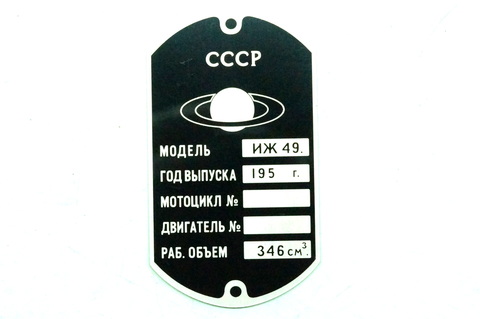 СССР
МОДЕЛЬ ИЖ 49.
ГОД ВЫПУСКА 195 г.
МОТОЦИКЛ №
ДВИГАТЕЛЬ №
РАБ. ОБЪЕМ 346 см³.